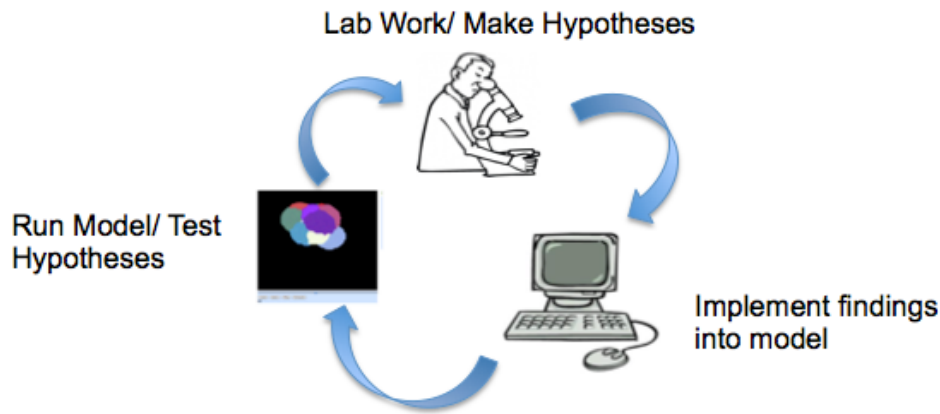 Lab Work/ Make Hypotheses
Run Model/ Test
Hypotheses
Implement findings
into model